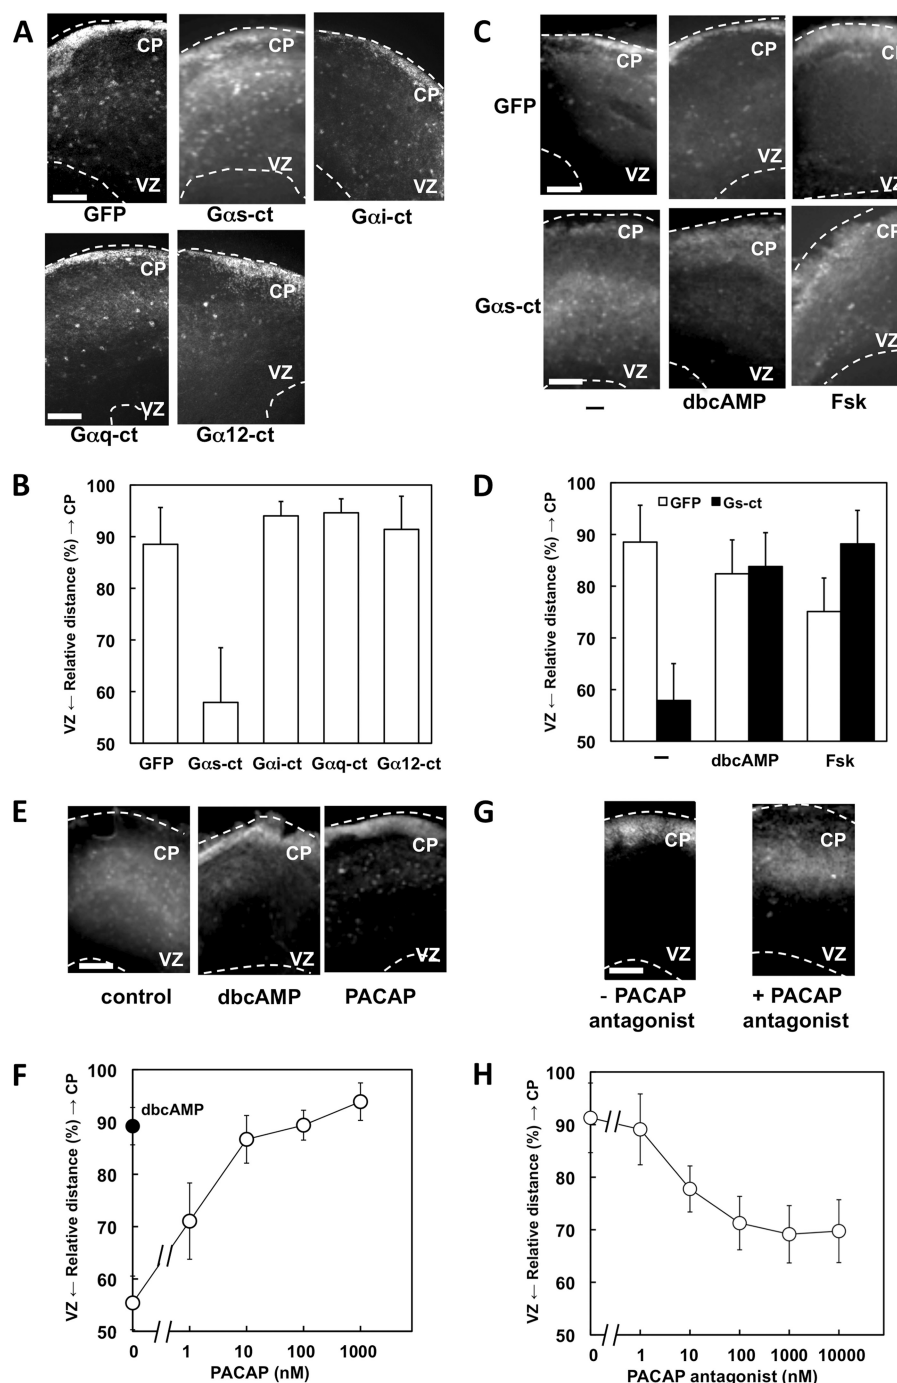 A
CP
VZ
GFP
CP
VZ
Gαs-ct
CP
VZ
Gαi-ct
CP
VZ
Gαq-ct
CP
VZ
Gα12-ct
B
VZ ← Relative distance (%) → CP
100
90
80
70
60
50
GFP Gαs-ct Gαi-ct Gαq-ct Gα12-ct
C
GFP
CP
VZ
CP
VZ
CP
VZ
Gαs-ct
CP
VZ
CP
VZ
CP
VZ
– dbcAMP Fsk
D
VZ ← Relative distance (%) → CP
100
90
80
70
60
50
GFP Gs-ct
– dbcAMP Fsk
E
CP
VZ
control
CP
VZ
dbcAMP
CP
VZ
PACAP
F
VZ ← Relative distance (%) → CP
100
90
80
70
60
50
dbcAMP
0 1 10 100 1000
PACAP (nM)
G
CP
VZ
- PACAP
antagonist
CP
VZ
+ PACAP
antagonist
H
VZ ← Relative distance (%) → CP
100
90
80
70
60
50
0 1 10 100 1000 10000
PACAP antagonist (nM)